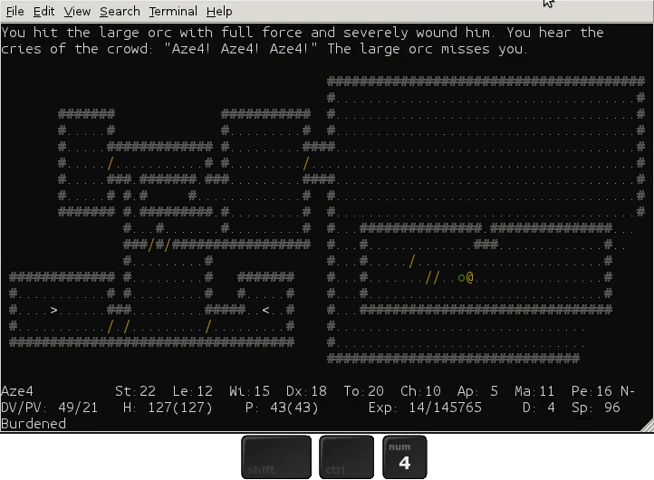 File Edit View Search Terminal Help
You hit the large orc with full force and severely wound him. You hear the
cries of the crowd: "Aze4! Aze4! Aze4!" The large orc misses you.
Aze4 St:22 Le:12 Wi:15 Dx:18 To:20 Ch:10 Ap: 5 Ma:11 Pe:16 N-
DV/PV: 49/21 H: 127(127) P: 43(43) Exp: 14/145765 D: 4 Sp: 96
Burdened
shift ctrl num
4